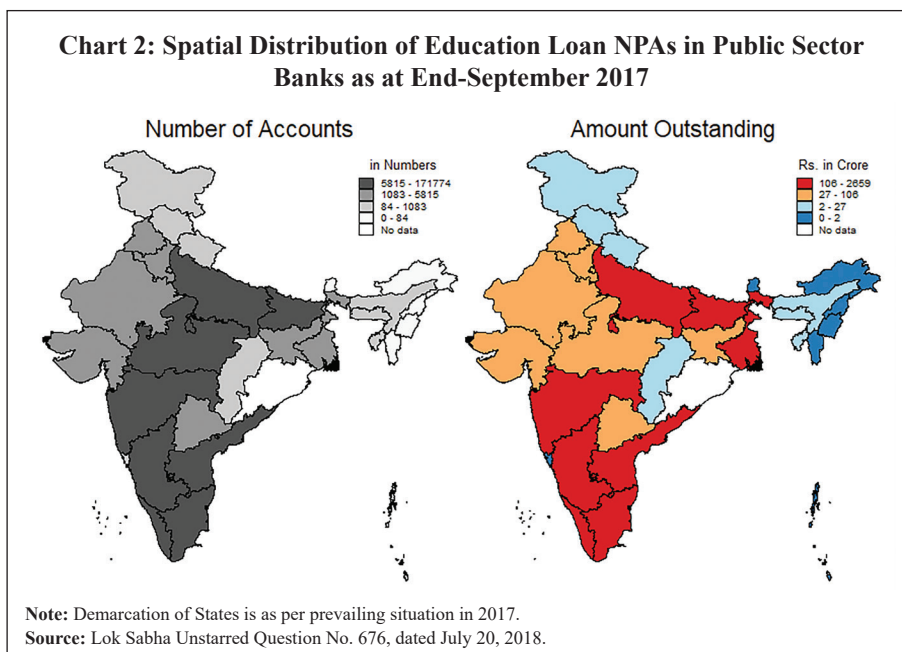 Chart 2: Spatial Distribution of Education Loan NPAs in Public Sector
Banks as at End-September 2017
Number of Accounts
in Numbers
5815 - 171774
1083 - 5815
84 - 1083
0 - 84
No data
Amount Outstanding
Rs. in Crore
106 - 2659
27 - 106
2 - 27
0 - 2
No data
Note: Demarcation of States is as per prevailing situation in 2017.
Source: Lok Sabha Unstarred Question No. 676, dated July 20, 2018.